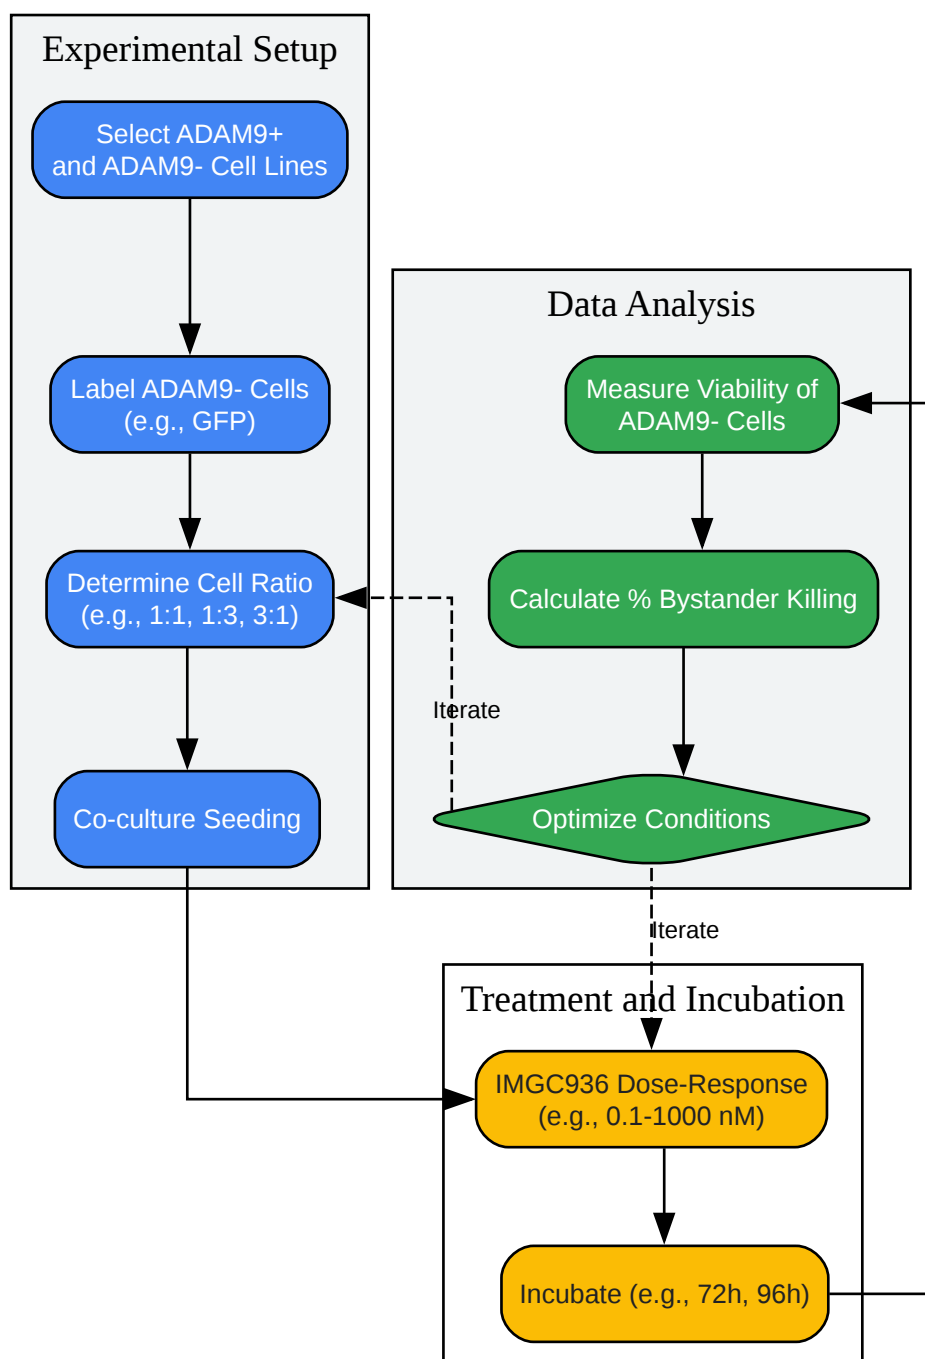 Experimental Setup
Select ADAM9+
and ADAM9- Cell Lines
Label ADAM9- Cells
(e.g., GFP)
Determine Cell Ratio
(e.g., 1:1, 1:3, 3:1)
Co-culture Seeding
Data Analysis
Measure Viability of
ADAM9- Cells
Calculate % Bystander Killing
Iterate
Optimize Conditions
Iterate
Treatment and Incubation
IMGC936 Dose-Response
(e.g., 0.1-1000 nM)
Incubate (e.g., 72h, 96h)